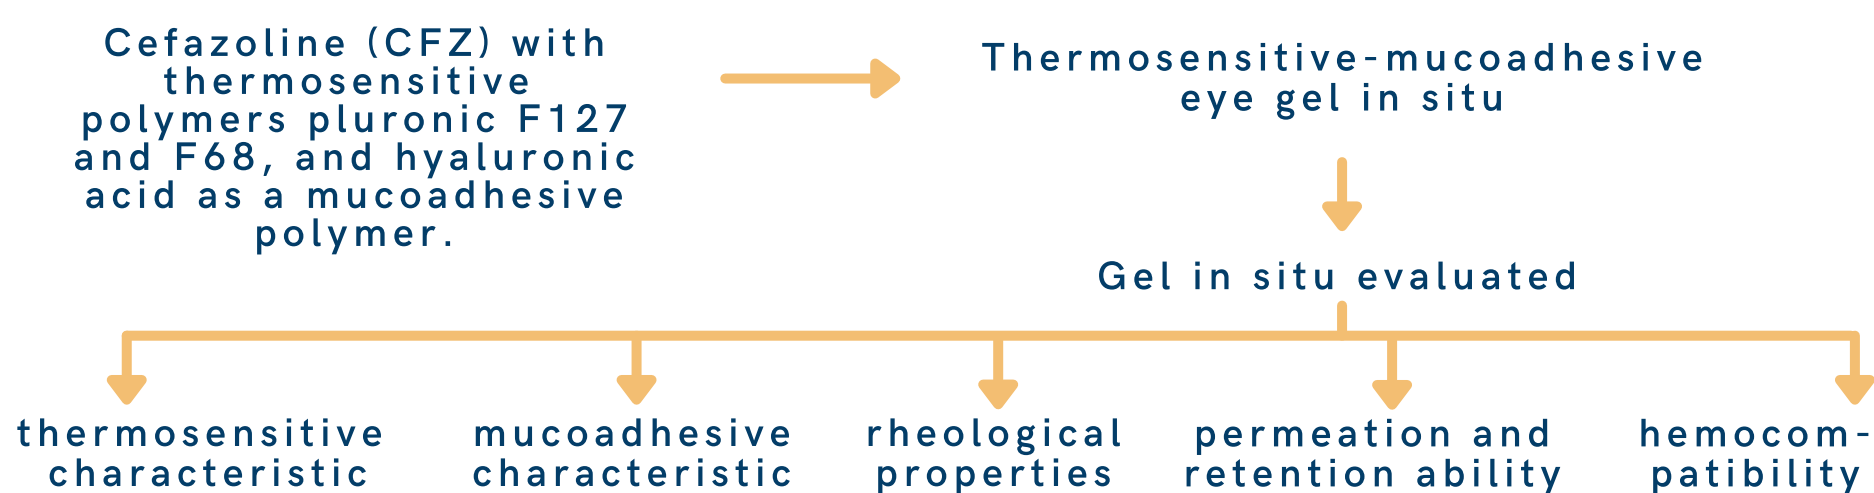 Cefazoline (CFZ) with
thermosensitive
polymers pluronic F127
and F68, and hyaluronic
acid as a mucoadhesive
polymer.
Thermosensitive-mucoadhesive
eye gel in situ
Gel in situ evaluated
thermosensitive
characteristic
mucoadhesive
characteristic
rheological
properties
permeation and
retention ability
hemocom-
patibility